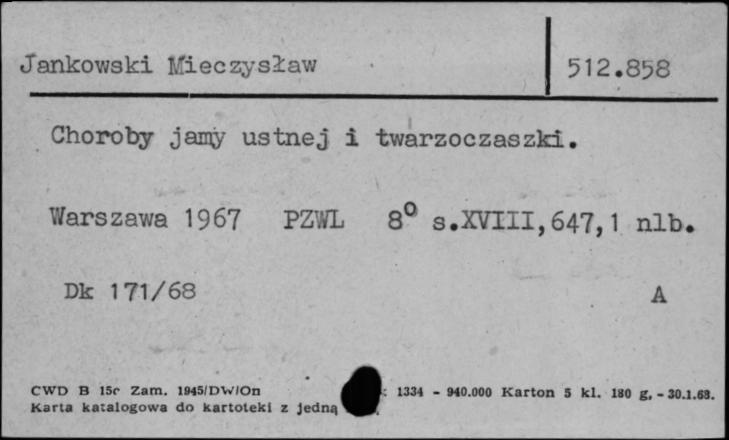 Jankowski Mieczysław 512.858
Choroby jamy ustnej i twarzoczaszki.
Warszawa 1967 PZWL 8° s.XVIII,647,1 nlb.
Dk 171/68 A
CWD B 15c Zam. 1945/DW/On : 1334 - 940.000 Karton 5 kl. 180 g. - 30.1.68.
Karta katalogowa do kartoteki z jedną